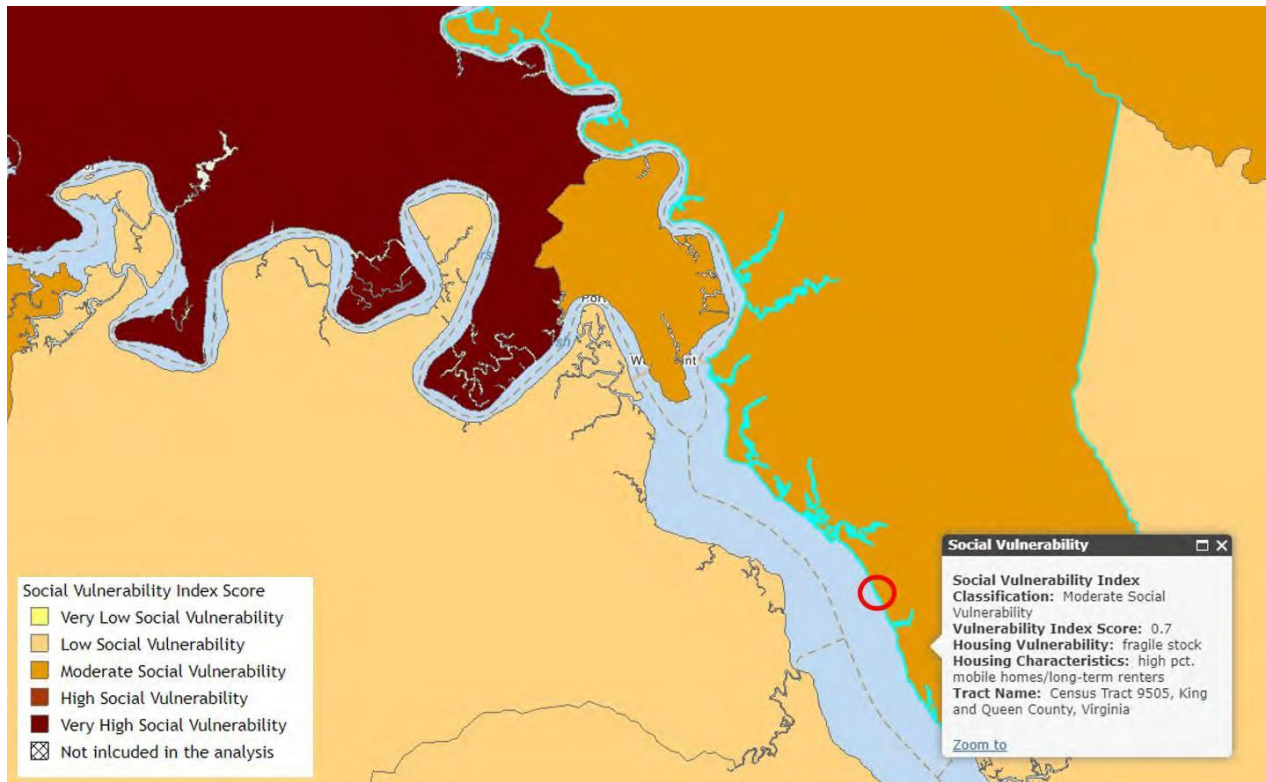 Port
W nt
Social Vulnerability
Social Vulnerability Index
Classification: Moderate Social
Vulnerability
Vulnerability Index Score: 0.7
Housing Vulnerability: fragile stock
Housing Characteristics: high pct.
mobile homes/long-term renters
Tract Name: Census Tract 9505, King
and Queen County, Virginia
Zoom to
Social Vulnerability Index Score
Very Low Social Vulnerability
Low Social Vulnerability
Moderate Social Vulnerability
High Social Vulnerability
Very High Social Vulnerability
Not inlcuded in the analysis